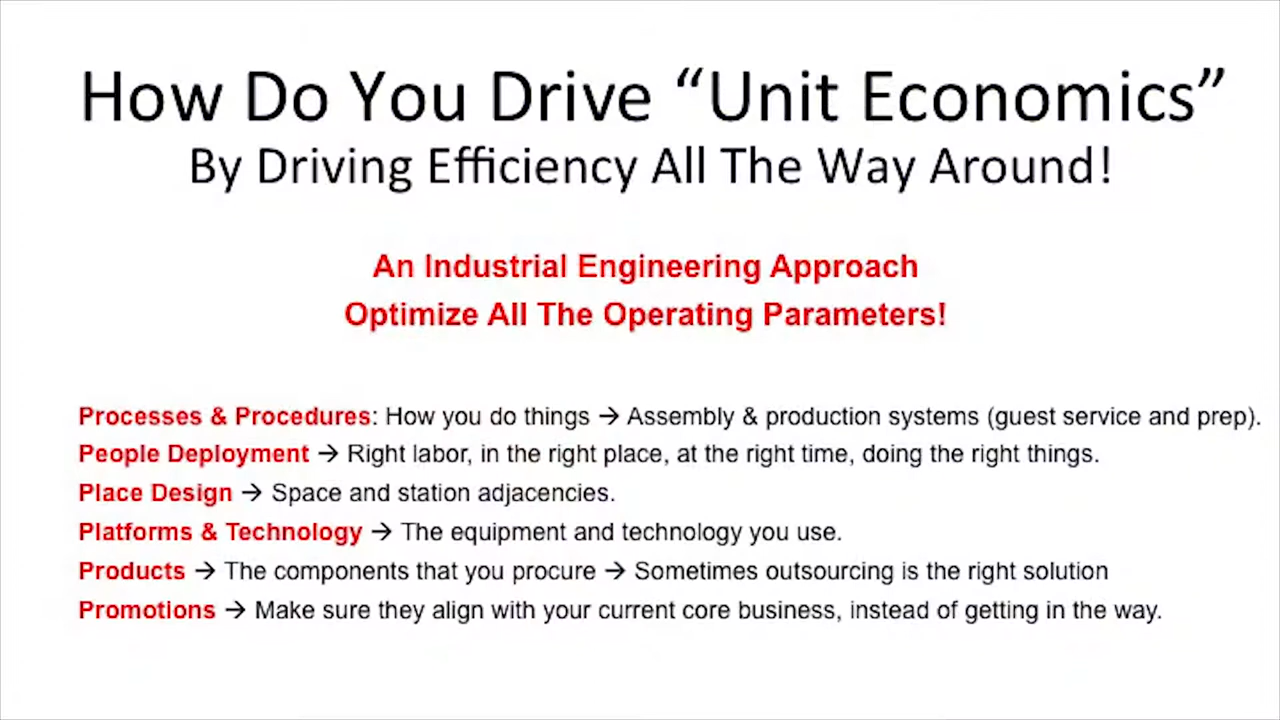 How Do You Drive “Unit Economics”
By Driving Efficiency All The Way Around!
An Industrial Engineering Approach
Optimize All The Operating Parameters!
Processes & Procedures: How you do things → Assembly & production systems (guest service and prep).
People Deployment → Right labor, in the right place, at the right time, doing the right things.
Place Design → Space and station adjacencies.
Platforms & Technology → The equipment and technology you use.
Products → The components that you procure → Sometimes outsourcing is the right solution
Promotions → Make sure they align with your current core business, instead of getting in the way.